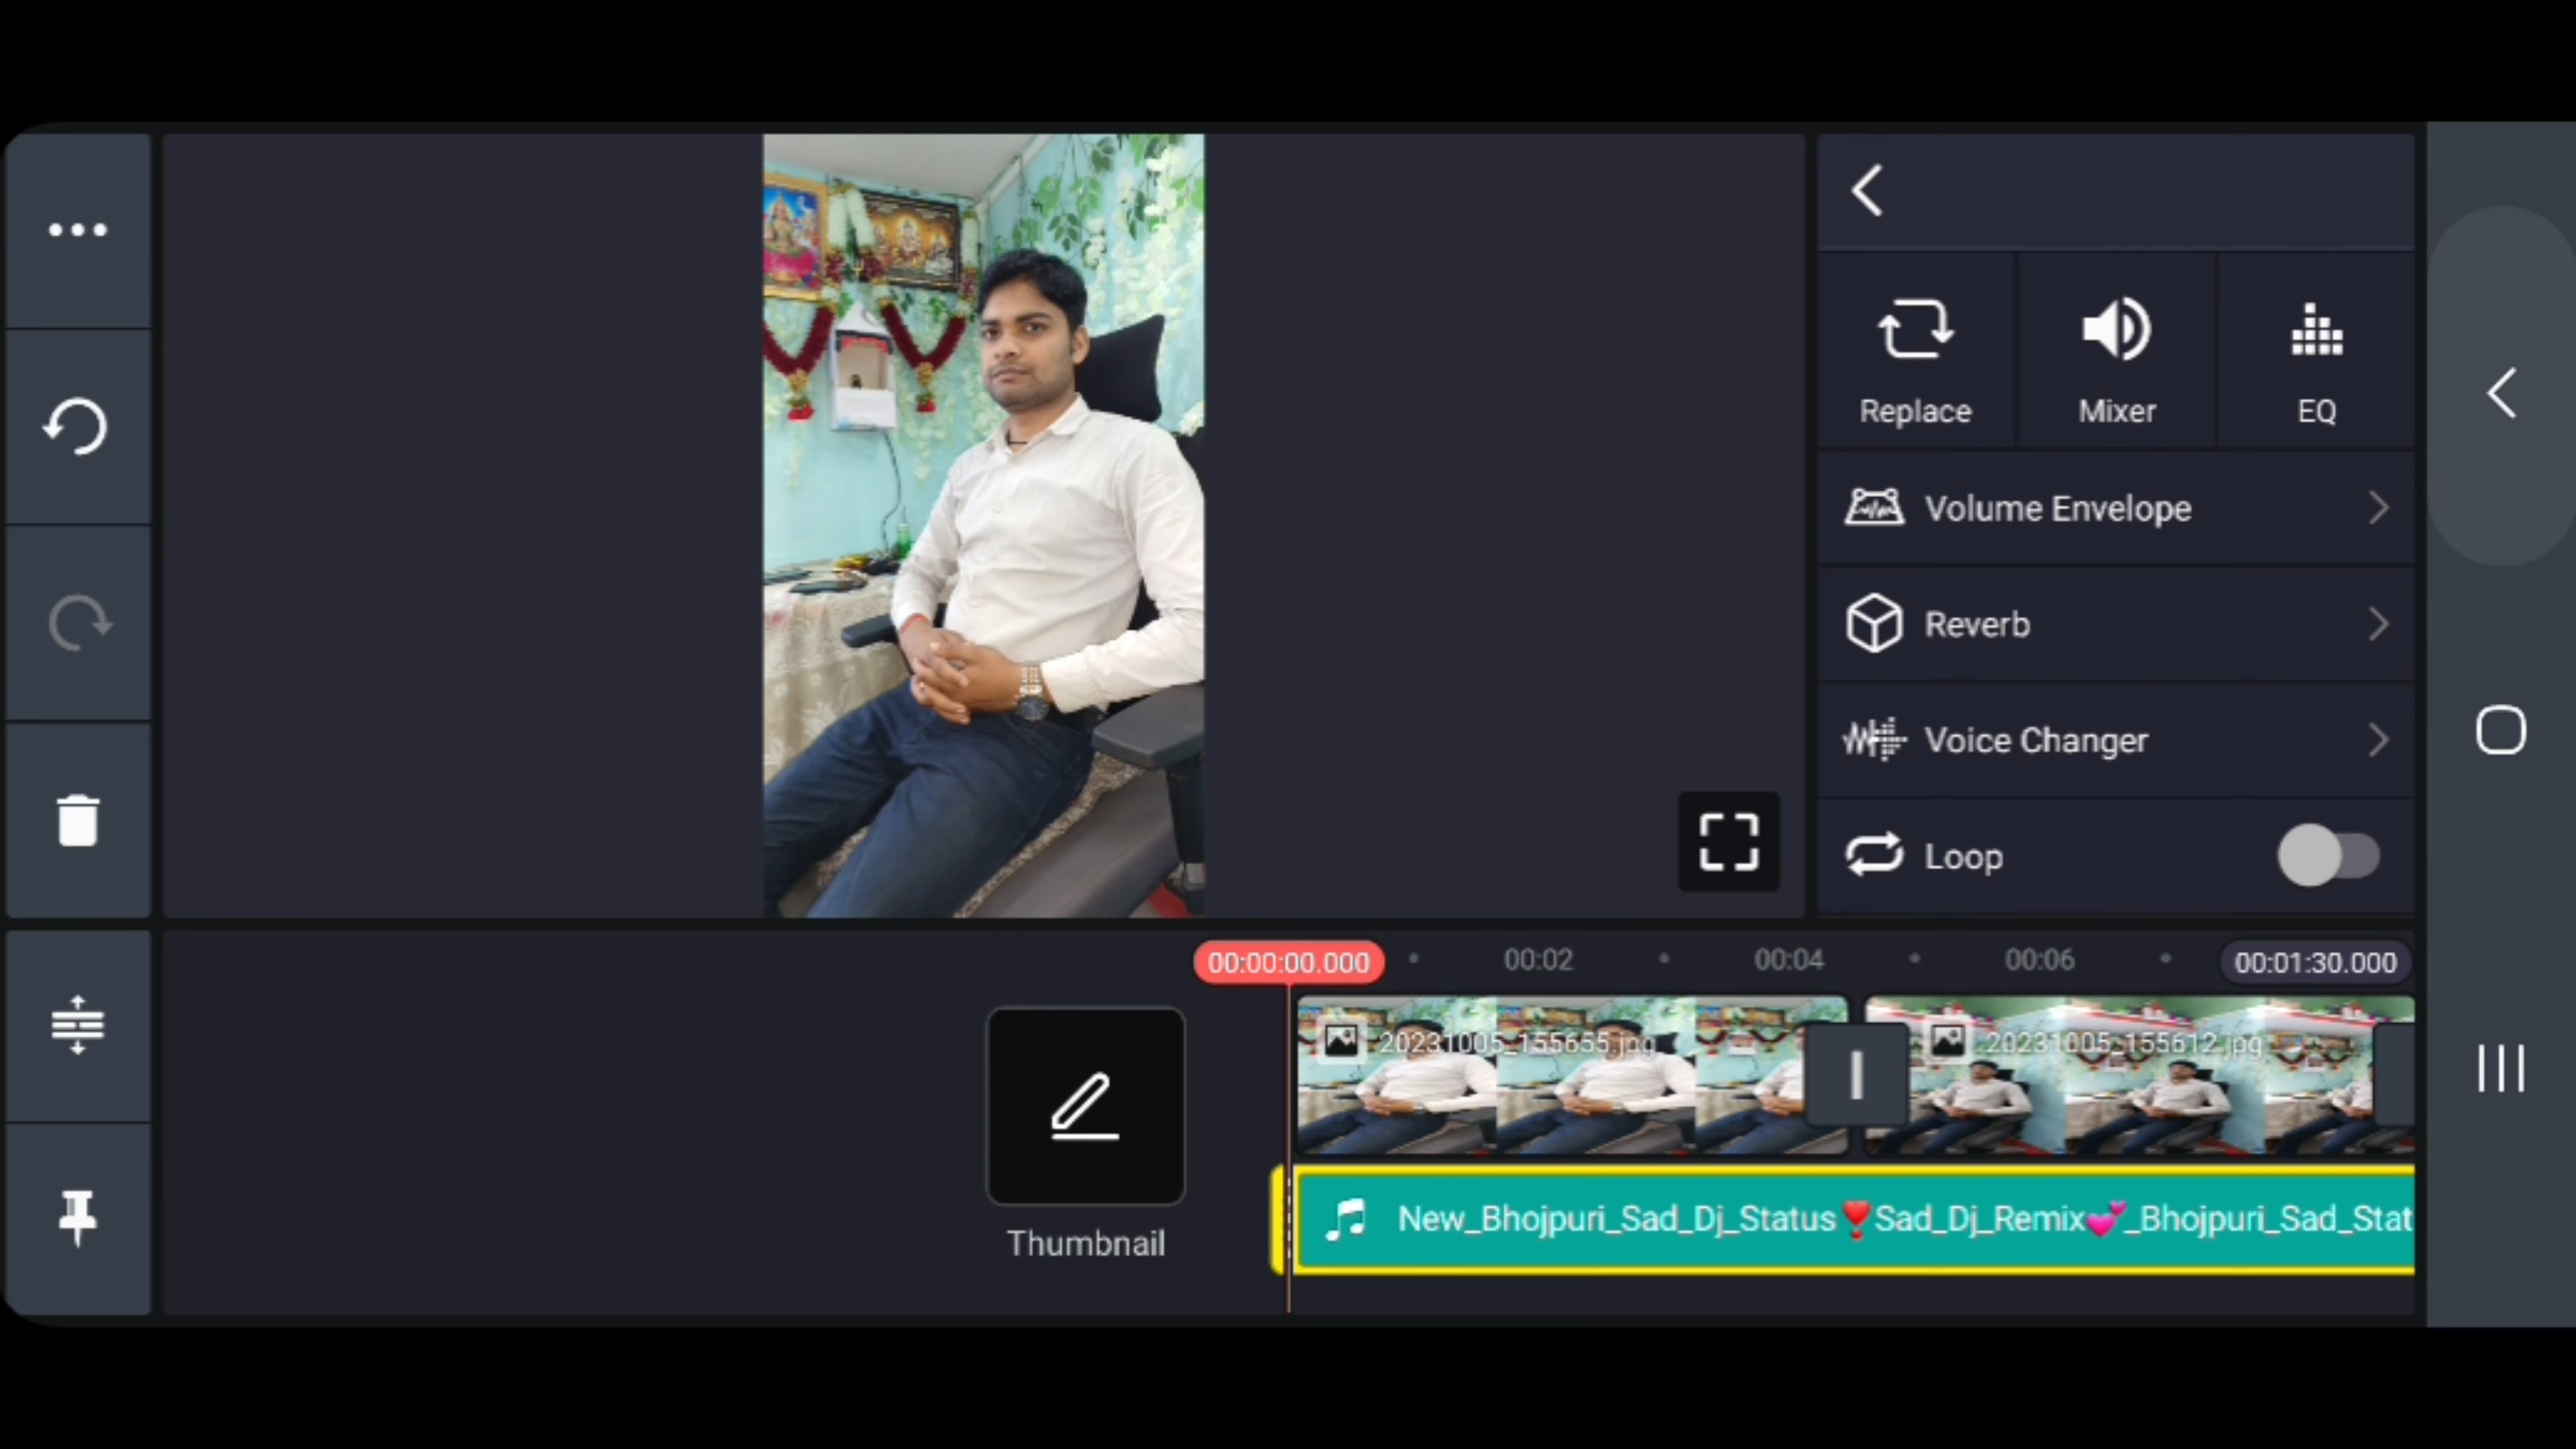 Replace
Mixer
EQ
Volume Envelope
Reverb
Voice Changer
Loop
00:00:00.000
00:02
00:04
00:06
00:01:30.000
20231005_155655.jpg
20231005_155612.jpg
Thumbnail
New_Bhojpuri_Sad_Dj_Status❣️Sad_Dj_Remix💕_Bhojpuri_Sad_Stat